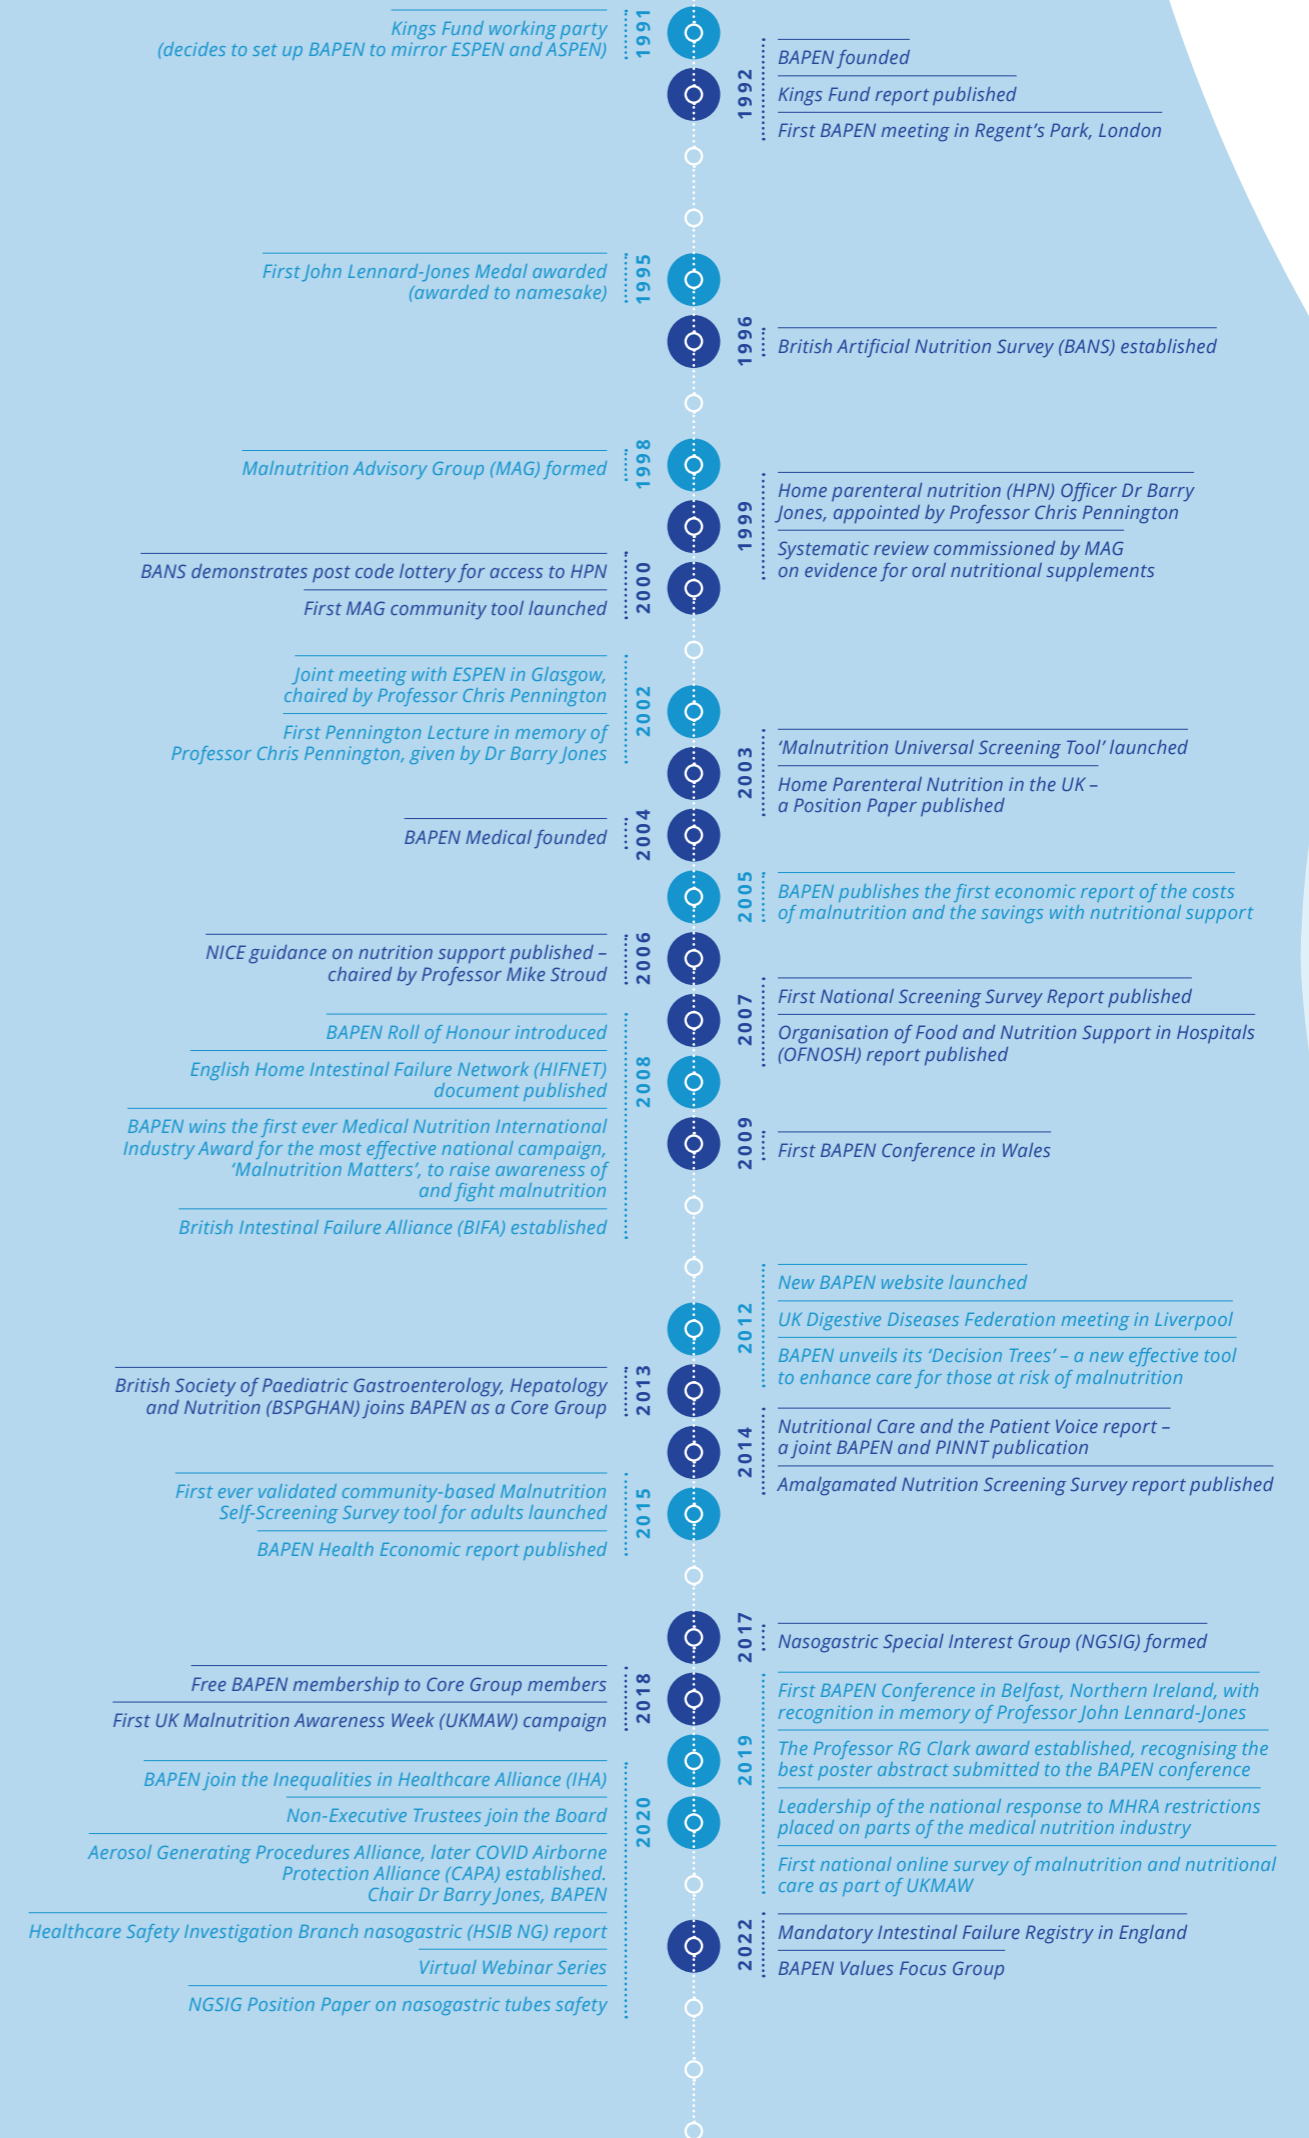 1991
Kings Fund working party
(decides to set up BAPEN to mirror ESPEN and ASPEN)
1992
BAPEN founded
Kings Fund report published
First BAPEN meeting in Regent's Park, London
1995
First John Lennard-Jones Medal awarded
(awarded to namesake)
1996
British Artificial Nutrition Survey (BANS) established
1998
Malnutrition Advisory Group (MAG) formed
1999
Home parenteral nutrition (HPN) Officer Dr Barry
Jones, appointed by Professor Chris Pennington
Systematic review commissioned by MAG
on evidence for oral nutritional supplements
2000
BANS demonstrates post code lottery for access to HPN
First MAG community tool launched
2002
Joint meeting with ESPEN in Glasgow,
chaired by Professor Chris Pennington
First Pennington Lecture in memory of
Professor Chris Pennington, given by Dr Barry Jones
2003
‘Malnutrition Universal Screening Tool’ launched
Home Parenteral Nutrition in the UK –
a Position Paper published
2004
BAPEN Medical founded
2005
BAPEN publishes the first economic report of the costs
of malnutrition and the savings with nutritional support
2006
NICE guidance on nutrition support published –
chaired by Professor Mike Stroud
2007
First National Screening Survey Report published
Organisation of Food and Nutrition Support in Hospitals
(OFNOSH) report published
2008
BAPEN Roll of Honour introduced
English Home Intestinal Failure Network (HIFNET)
document published
BAPEN wins the first ever Medical Nutrition International
Industry Award for the most effective national campaign,
‘Malnutrition Matters’, to raise awareness of
and fight malnutrition
British Intestinal Failure Alliance (BIFA) established
2009
First BAPEN Conference in Wales
2012
New BAPEN website launched
UK Digestive Diseases Federation meeting in Liverpool
BAPEN unveils its ‘Decision Trees’ – a new effective tool
to enhance care for those at risk of malnutrition
2013
British Society of Paediatric Gastroenterology, Hepatology
and Nutrition (BSPGHAN) joins BAPEN as a Core Group
2014
Nutritional Care and the Patient Voice report –
a joint BAPEN and PINNT publication
Amalgamated Nutrition Screening Survey report published
2015
First ever validated community-based Malnutrition
Self-Screening Survey tool for adults launched
BAPEN Health Economic report published
2017
Nasogastric Special Interest Group (NGSIG) formed
2018
Free BAPEN membership to Core Group members
First UK Malnutrition Awareness Week (UKMAW) campaign
2019
First BAPEN Conference in Belfast, Northern Ireland, with
recognition in memory of Professor John Lennard-Jones
The Professor RG Clark award established, recognising the
best poster abstract submitted to the BAPEN conference
Leadership of the national response to MHRA restrictions
placed on parts of the medical nutrition industry
First national online survey of malnutrition and nutritional
care as part of UKMAW
2020
BAPEN join the Inequalities in Healthcare Alliance (IHA)
Non-Executive Trustees join the Board
Aerosol Generating Procedures Alliance, later COVID Airborne
Protection Alliance (CAPA) established.
Chair Dr Barry Jones, BAPEN
Healthcare Safety Investigation Branch nasogastric (HSIB NG) report
Virtual Webinar Series
NGSIG Position Paper on nasogastric tubes safety
2022
Mandatory Intestinal Failure Registry in England
BAPEN Values Focus Group